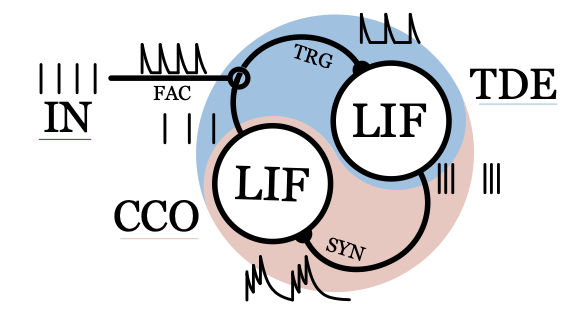 TRG
TDE
FAC
IN
LIF
LIF
CCO
SYN